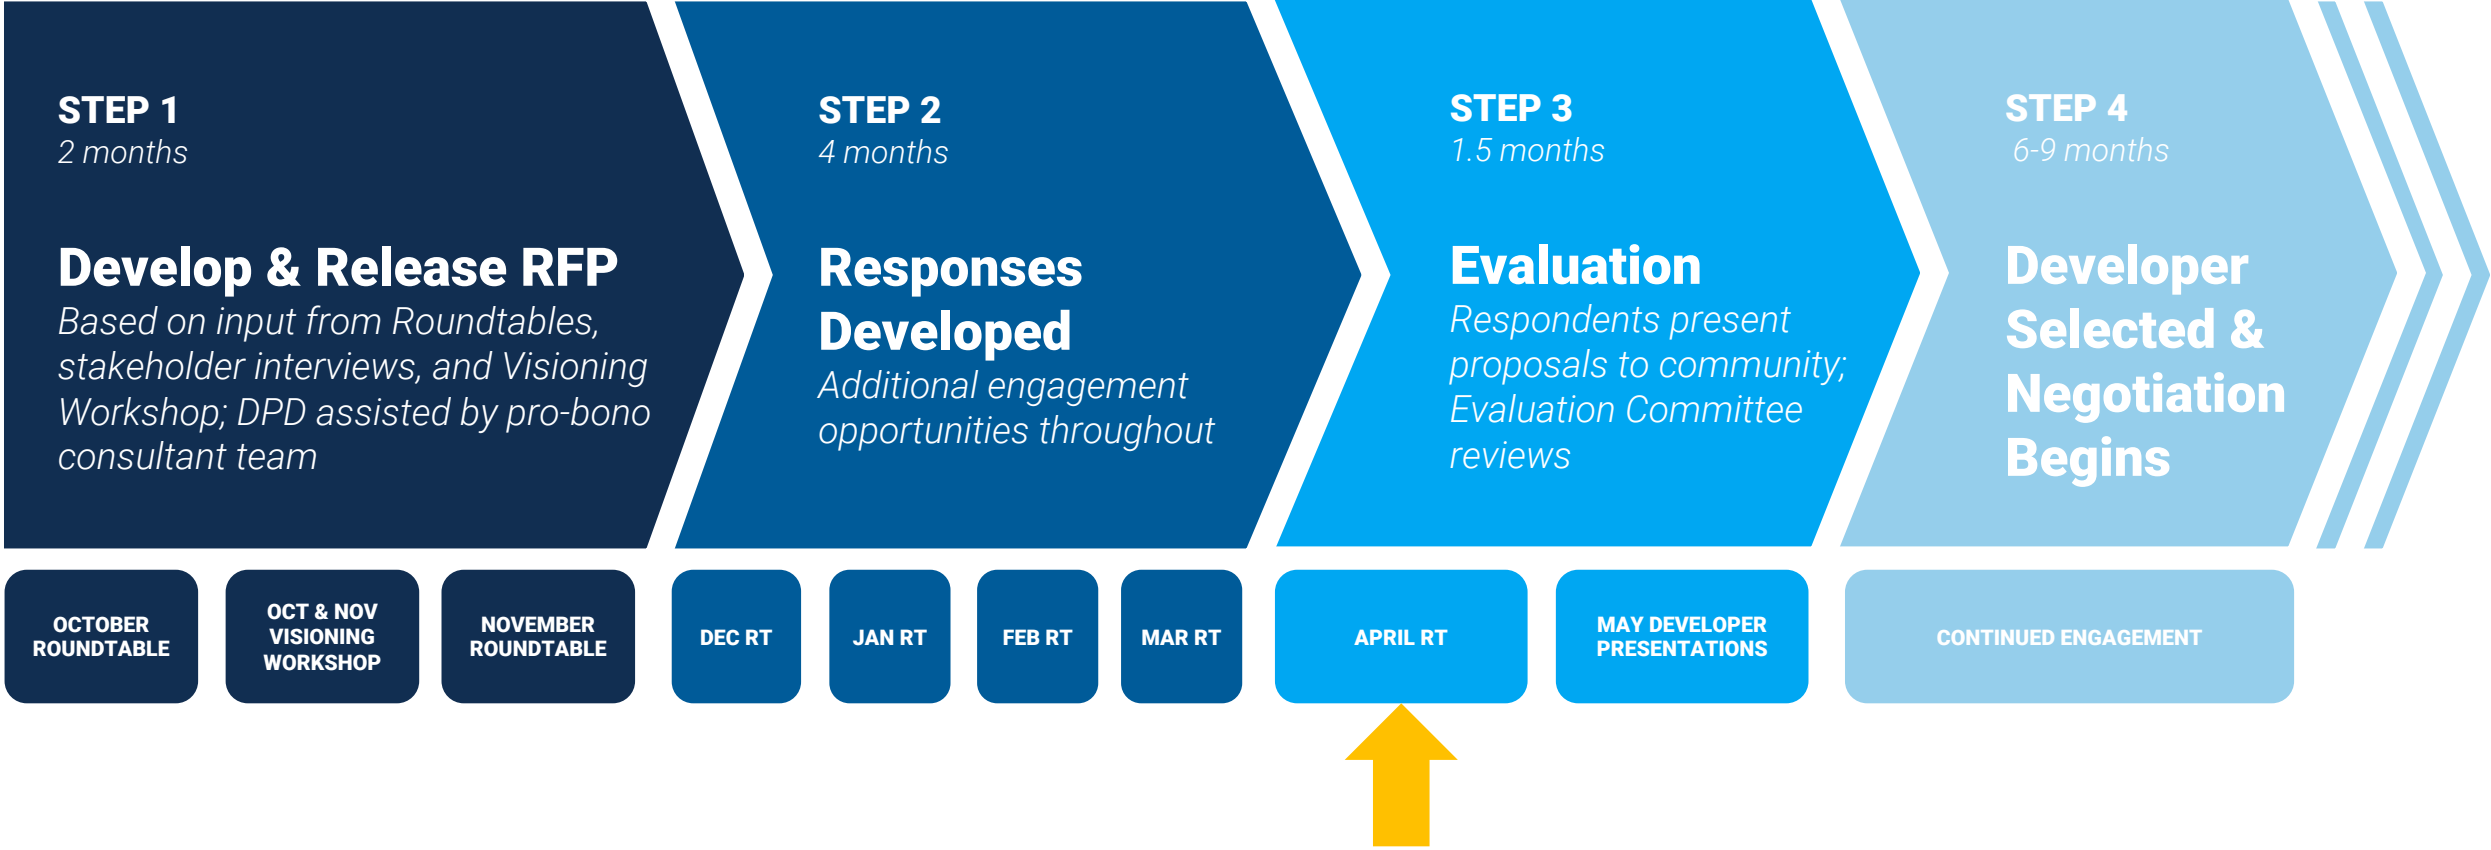 STEP 1
2 months
Develop & Release RFP
Based on input from Roundtables,
stakeholder interviews, and Visioning
Workshop; DPD assisted by pro-bono
consultant team
STEP 2
4 months
Responses
Developed
Additional engagement
opportunities throughout
STEP 3
1.5 months
Evaluation
Respondents present
proposals to community;
Evaluation Committee
reviews
STEP 4
6-9 months
Developer
Selected &
Negotiation
Begins
OCTOBER
ROUNDTABLE
OCT & NOV
VISIONING
WORKSHOP
NOVEMBER
ROUNDTABLE
DEC RT
JAN RT
FEB RT
MAR RT
APRIL RT
MAY DEVELOPER
PRESENTATIONS
CONTINUED ENGAGEMENT